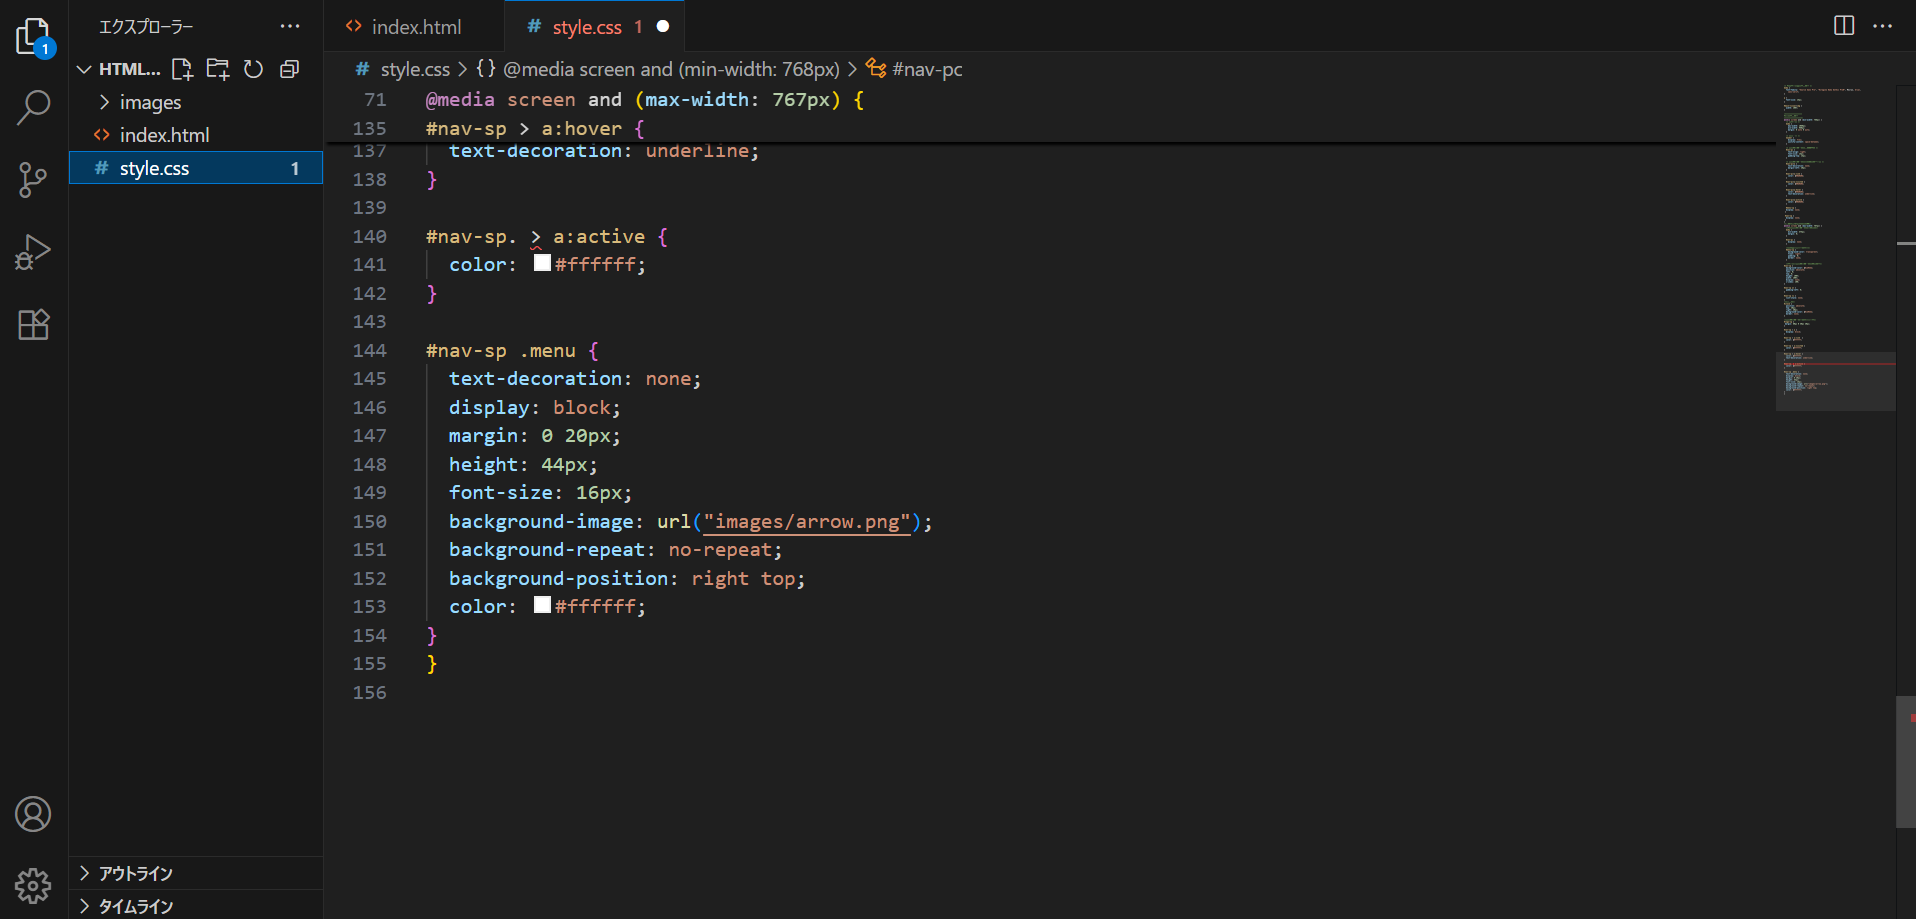 エクスプローラー
HTML...
images
index.html
style.css 1
アウトライン
タイムライン
1
index.html
style.css 1
style.css > {} @media screen and (min-width: 768px) > #nav-pc
71 @media screen and (max-width: 767px) {
135 #nav-sp > a:hover {
137 text-decoration: underline;
138 }
139
140 #nav-sp. > a:active {
141 color: #ffffff;
142 }
143
144 #nav-sp .menu {
145 text-decoration: none;
146 display: block;
147 margin: 0 20px;
148 height: 44px;
149 font-size: 16px;
150 background-image: url("images/arrow.png");
151 background-repeat: no-repeat;
152 background-position: right top;
153 color: #ffffff;
154 }
155 }
156